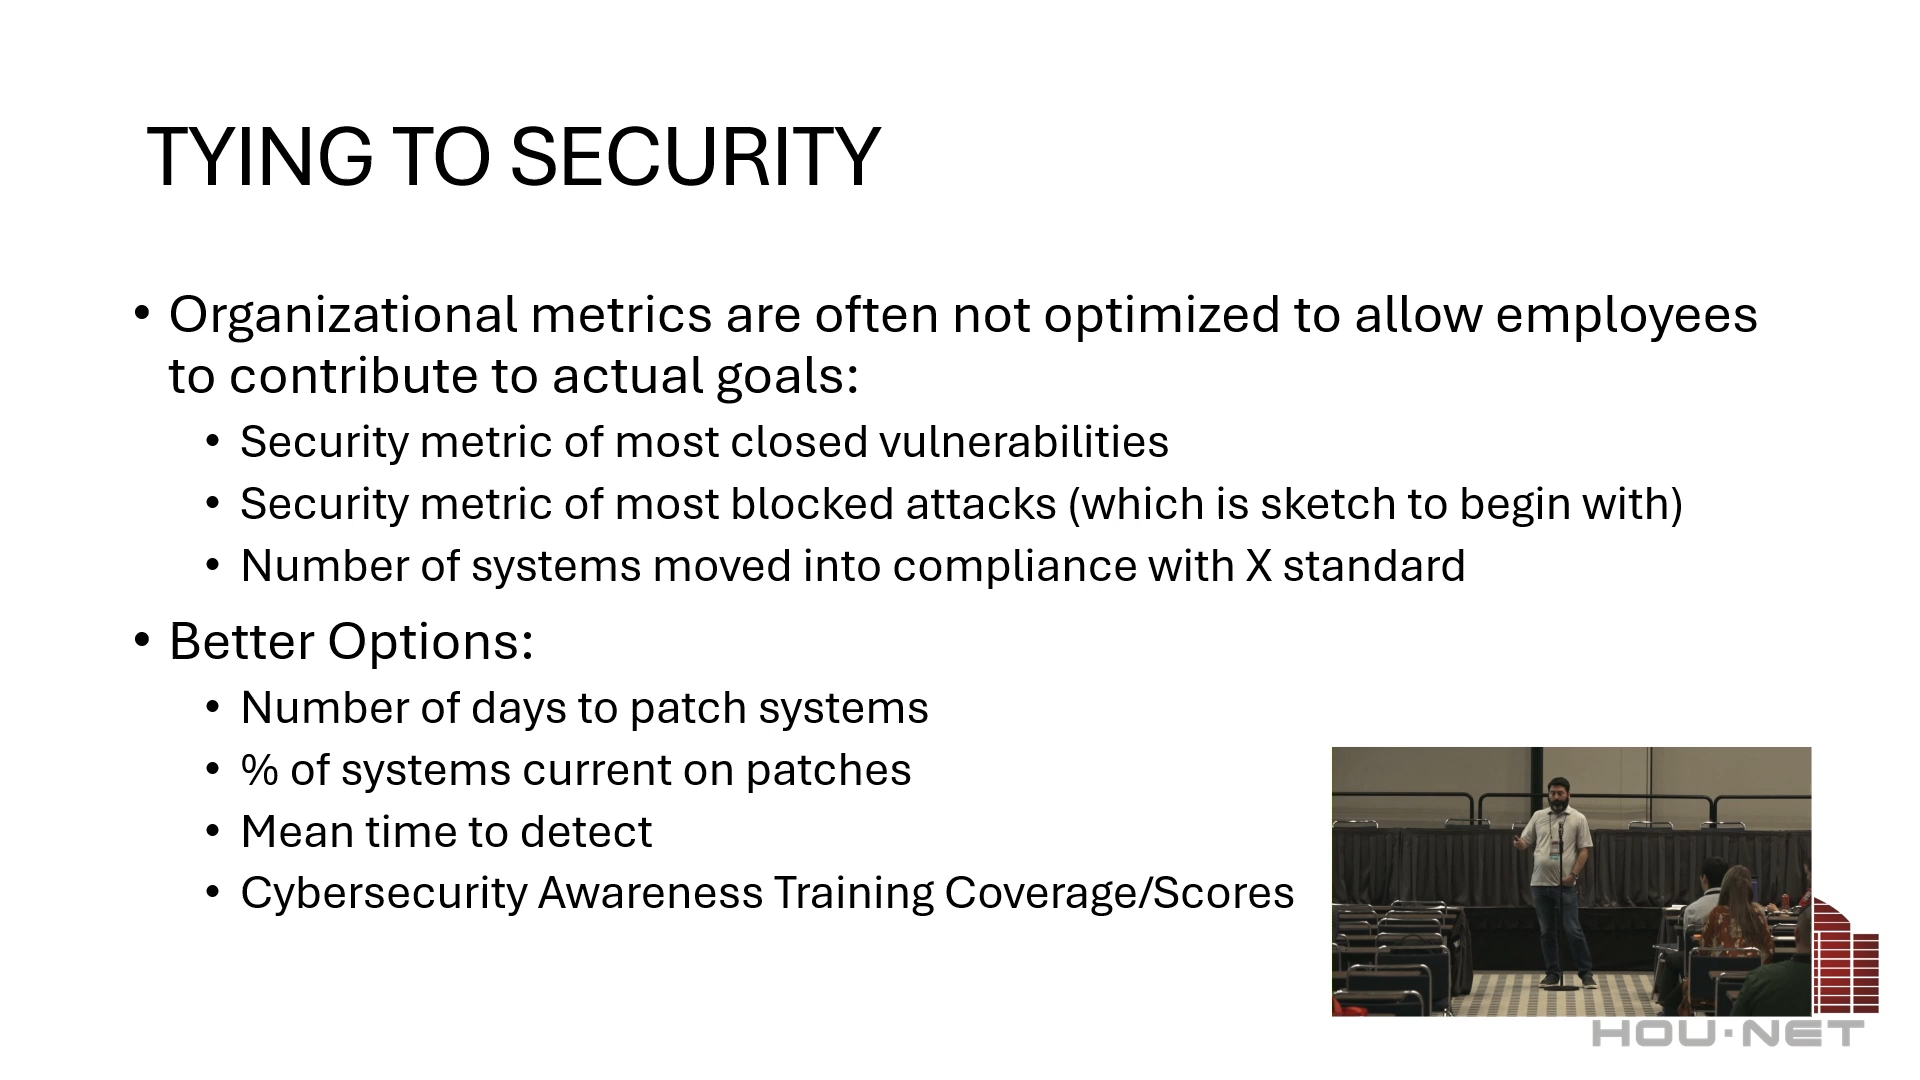 TYING TO SECURITY
• Organizational metrics are often not optimized to allow employees
to contribute to actual goals:
• Security metric of most closed vulnerabilities
• Security metric of most blocked attacks (which is sketch to begin with)
• Number of systems moved into compliance with X standard
• Better Options:
• Number of days to patch systems
• % of systems current on patches
• Mean time to detect
• Cybersecurity Awareness Training Coverage/Scores
HOU·NET